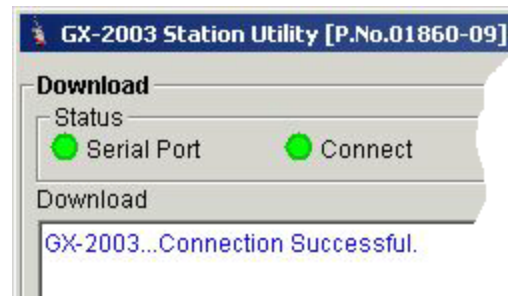 GX-2003 Station Utility [P.No.01860-09]
Download
Status
Serial Port Connect
Download
GX-2003...Connection Successful.